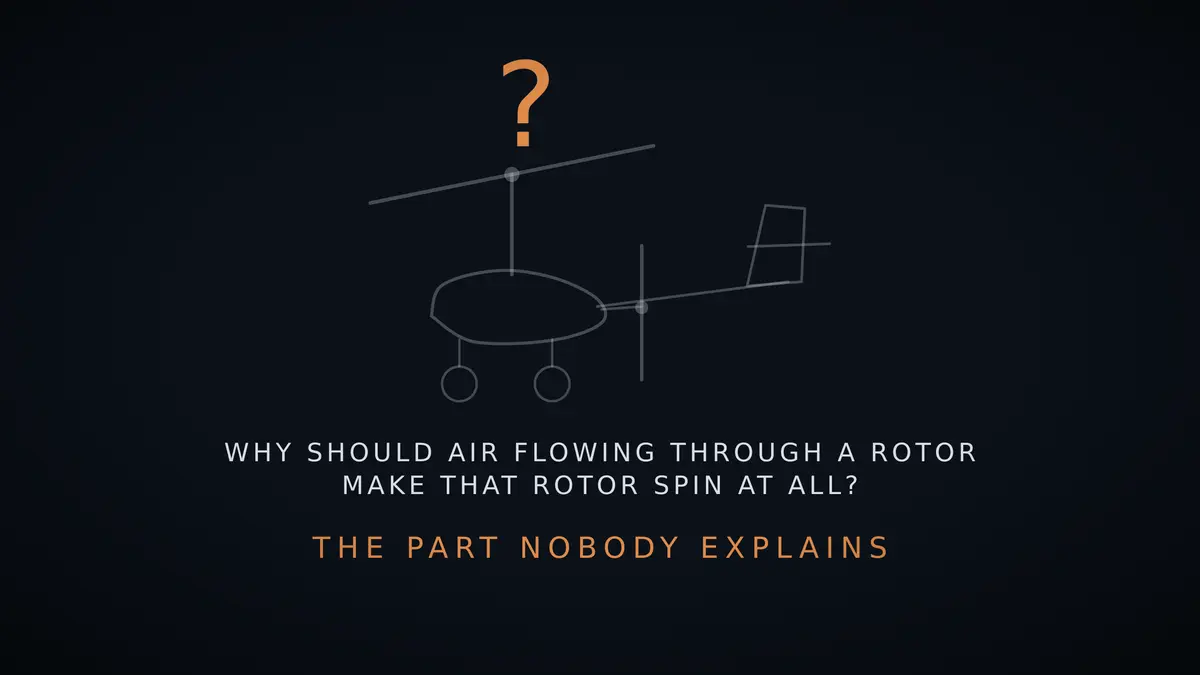 ?
WHY SHOULD AIR FLOWING THROUGH A ROTOR
MAKE THAT ROTOR SPIN AT ALL?
THE PART NOBODY EXPLAINS